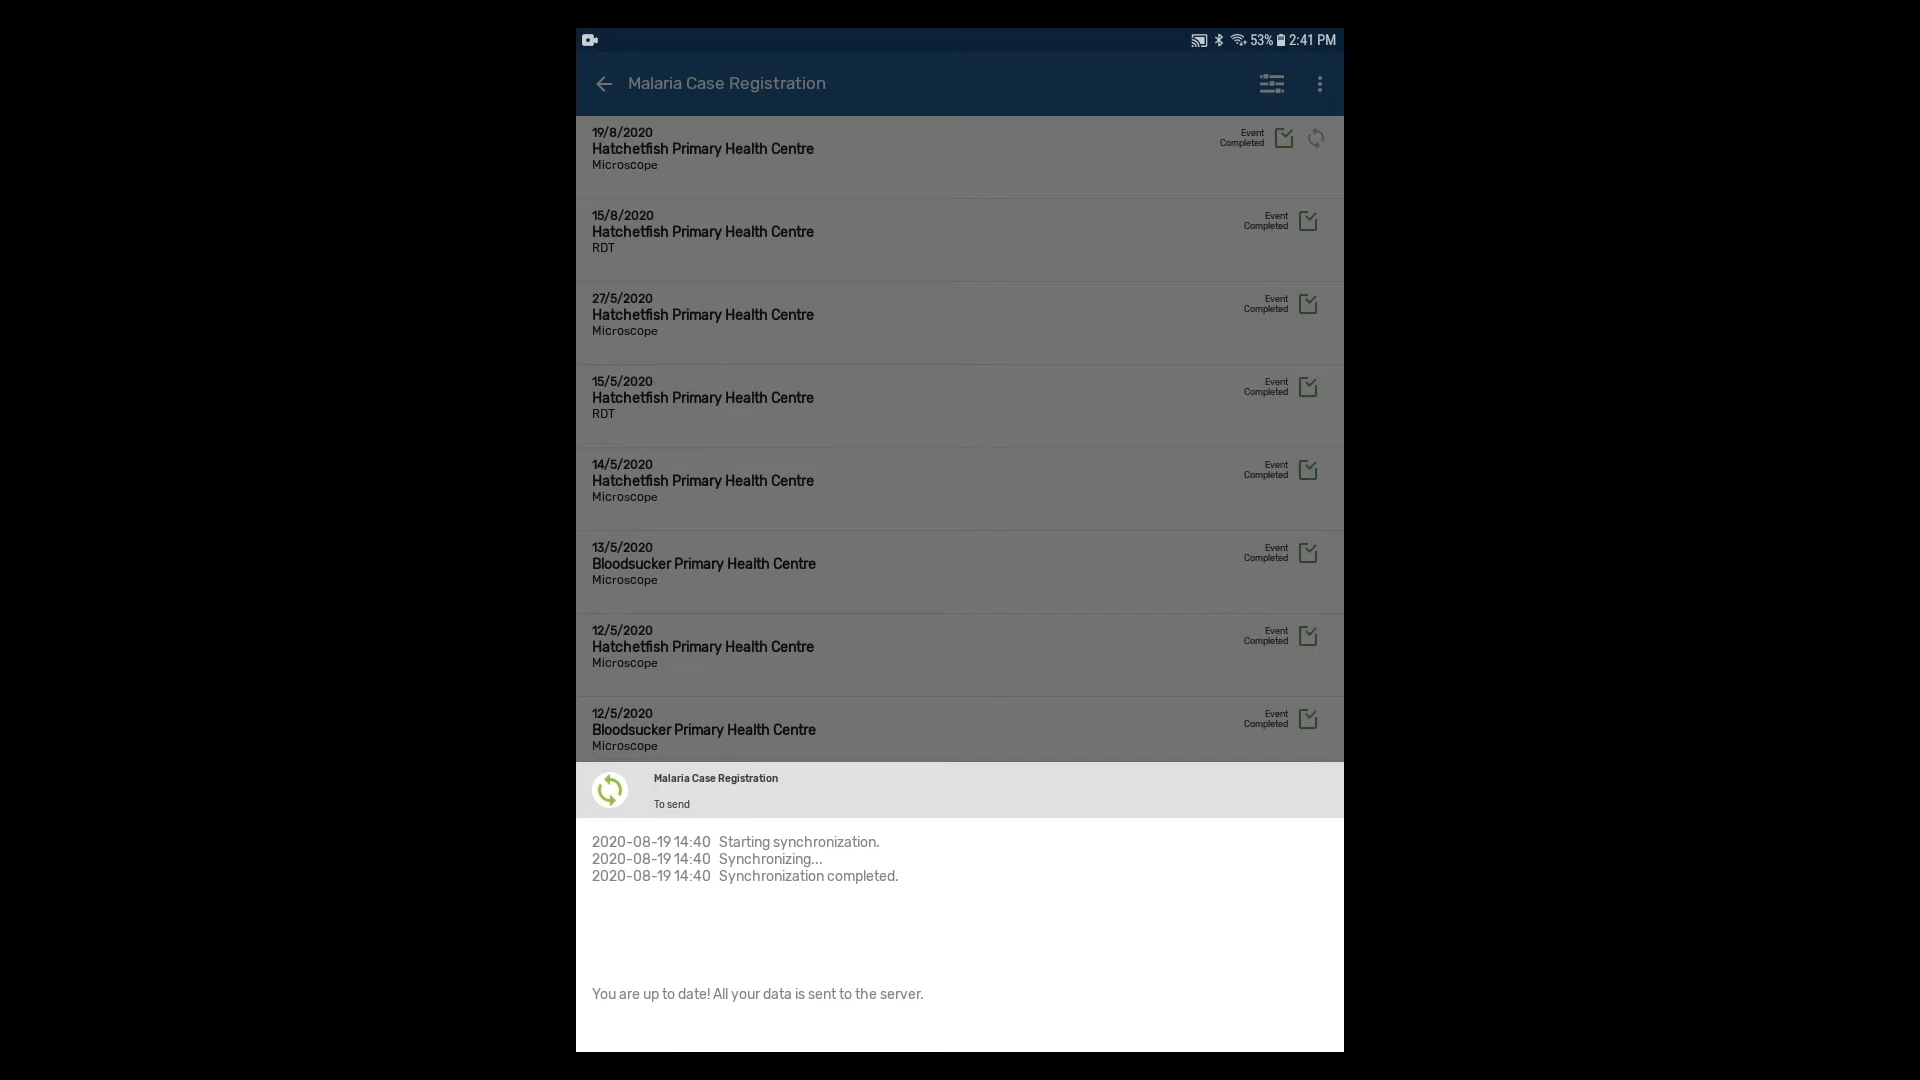 53% 2:41 PM
Malaria Case Registration
19/8/2020
Hatchetfish Primary Health Centre
Microscope
Event
Completed
15/8/2020
Hatchetfish Primary Health Centre
RDT
Event
Completed
27/5/2020
Hatchetfish Primary Health Centre
Microscope
Event
Completed
15/5/2020
Hatchetfish Primary Health Centre
RDT
Event
Completed
14/5/2020
Hatchetfish Primary Health Centre
Microscope
Event
Completed
13/5/2020
Bloodsucker Primary Health Centre
Microscope
Event
Completed
12/5/2020
Hatchetfish Primary Health Centre
Microscope
Event
Completed
12/5/2020
Bloodsucker Primary Health Centre
Microscope
Event
Completed
Malaria Case Registration
To send
2020-08-19 14:40 Starting synchronization.
2020-08-19 14:40 Synchronizing...
2020-08-19 14:40 Synchronization completed.
You are up to date! All your data is sent to the server.